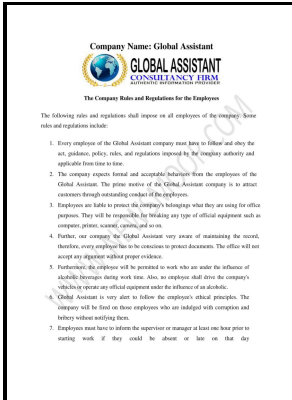 Company Name: Global Assistant
GLOBAL ASSISTANT
CONSULTANCY FIRM
AUTHENTIC INFORMATION PROVIDER
The Company Rules and Regulations for the Employees
The following rules and regulations shall impose on all employees of the company. Some
rules and regulations include:
1. Every employee of the Global Assistant company must have to follow and obey the
act, guidance, policy, rules, and regulations imposed by the company authority and
applicable from time to time.
2. The company expects formal and acceptable behaviors from the employees of the
Global Assistant. The prime motive of the Global Assistant company is to attract
customers through outstanding conduct of the employees.
3. Employees are liable to protect the company's belongings what they are using for office
purposes. They will be responsible for breaking any type of official equipment such as
computer, printer, scanner, camera, and so on.
4. Further, our company the Global Assistant very aware of maintaining the record,
therefore, every employee has to be conscious to protect documents. The office will not
accept any argument without proper evidence.
5. Furthermore, the employee will be permitted to work who are under the influence of
alcoholic beverages during work time. Also, no employee shall drive the company's
vehicles or operate any official equipment under the influence of an alcoholic.
6. Global Assistant is very alert to follow the employee's ethical principles. The
company will be fired on those employees who are indulged with corruption and
bribery without notifying them.
7. Employees must have to inform the supervisor or manager at least one hour prior to
starting work if they could be absent or late on that day